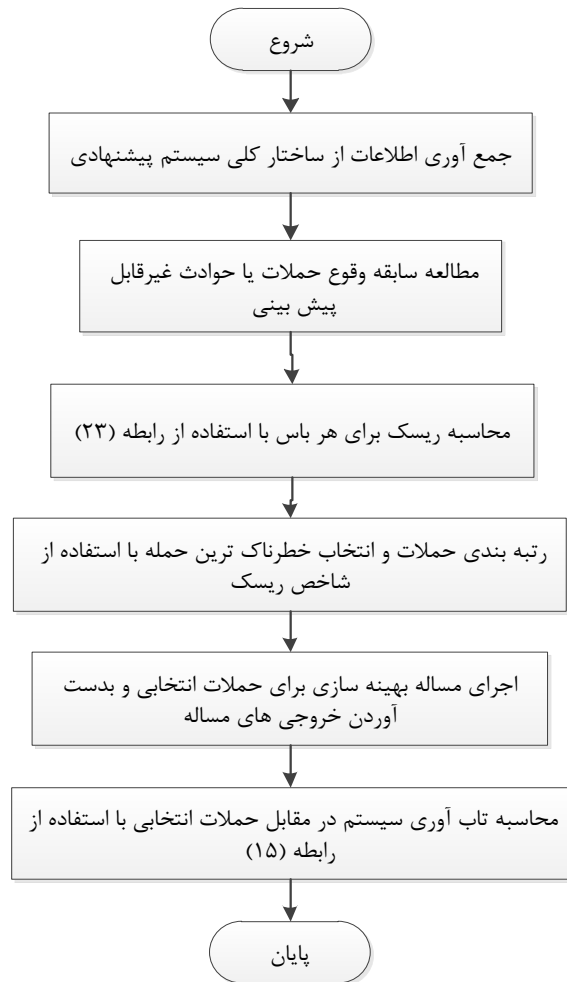 شروع
جمع آوری اطلاعات از ساختار کلی سیستم پیشنهادی
مطالعه سابقه وقوع حملات یا حوادث غیرقابل
پیش بینی
محاسبه ریسک برای هر باس با استفاده از رابطه (۲۳)
رتبه بندی حملات و انتخاب خطرناک ترین حمله با استفاده از
شاخص ریسک
اجرای مساله بهینه سازی برای حملات انتخابی و بدست
آوردن خروجی های مساله
محاسبه تاب آوری سیستم در مقابل حملات انتخابی با استفاده از
رابطه (۱۵)
پایان